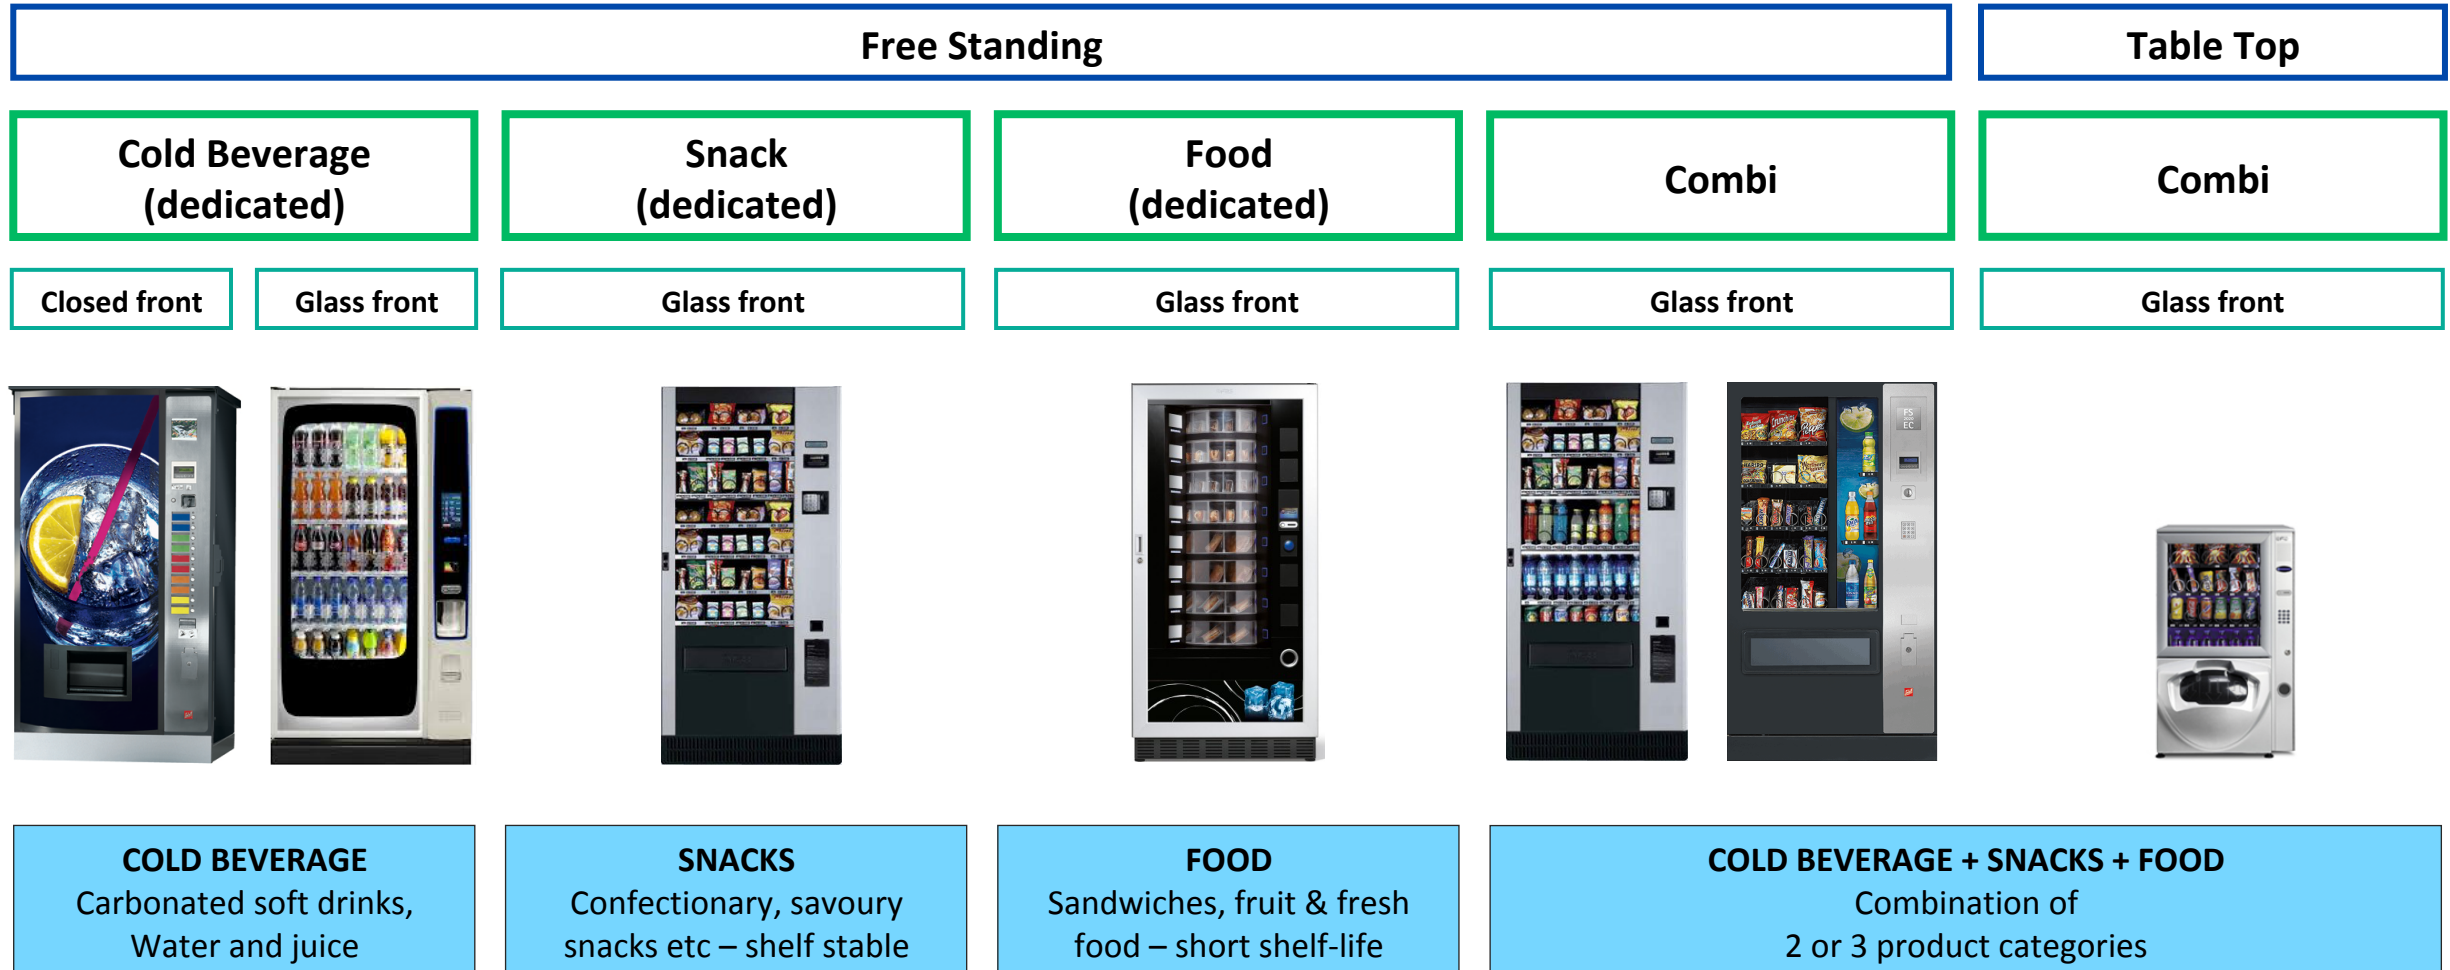 Free Standing
Table Top
Cold Beverage
(dedicated)
Snack
(dedicated)
Food
(dedicated)
Combi
Combi
Closed front
Glass front
Glass front
Glass front
Glass front
Glass front
FS
2020
EC
COLD BEVERAGE
Carbonated soft drinks,
Water and juice
SNACKS
Confectionary, savoury
snacks etc – shelf stable
FOOD
Sandwiches, fruit & fresh
food – short shelf-life
COLD BEVERAGE + SNACKS + FOOD
Combination of
2 or 3 product categories